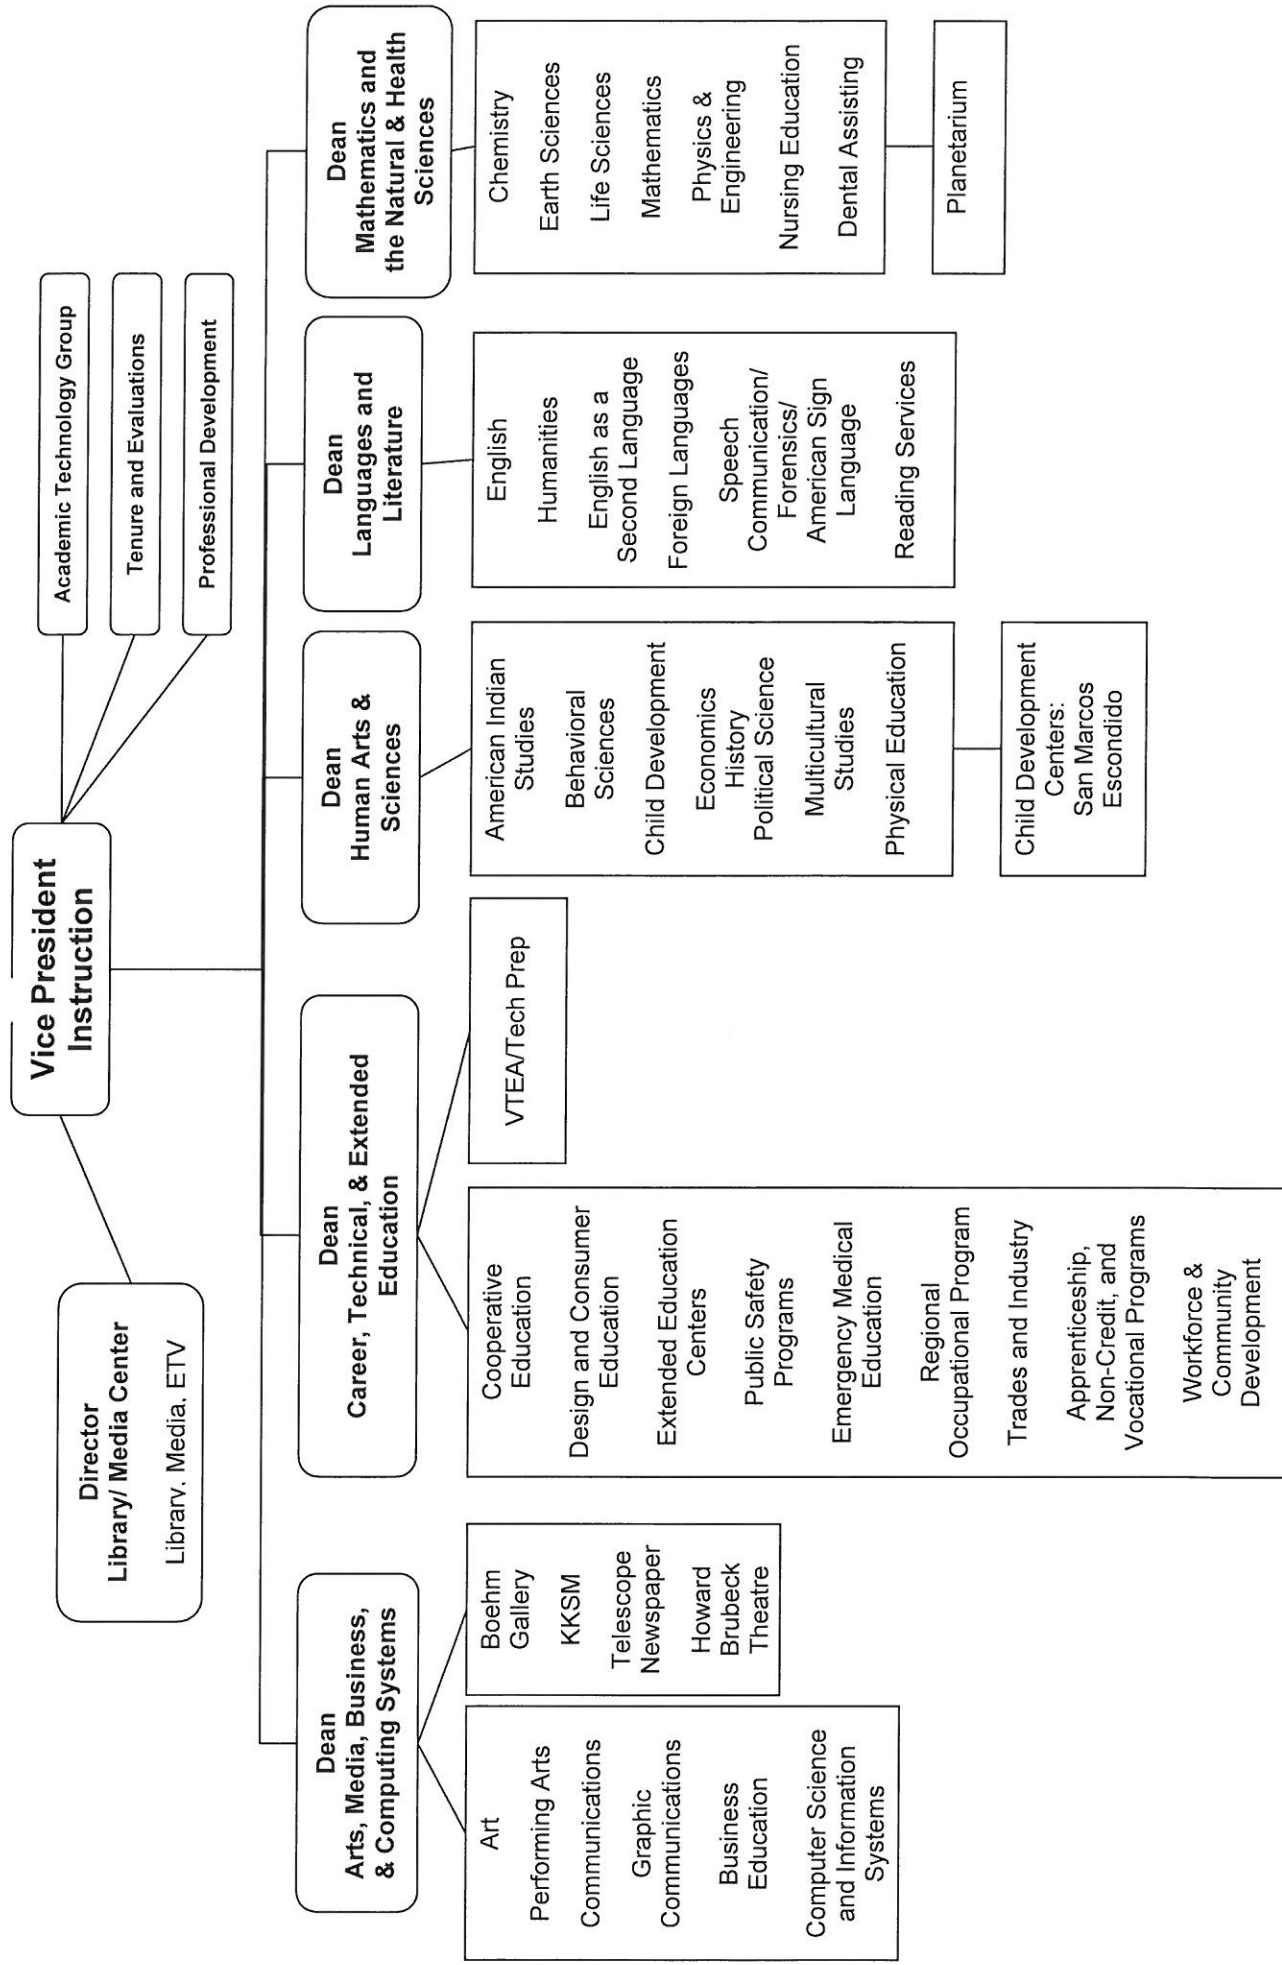 Vice President
Instruction
Academic Technology Group
Tenure and Evaluations
Professional Development
Director
Library/ Media Center
Library, Media, ETV
Dean
Arts, Media, Business,
& Computing Systems
Art
Performing Arts
Communications
Graphic
Communications
Business
Education
Computer Science
and Information
Systems
Boehm
Gallery
KKSM
Telescope
Newspaper
Howard
Brubeck
Theatre
Dean
Career, Technical, & Extended
Education
Cooperative
Education
Design and Consumer
Education
Extended Education
Centers
Public Safety
Programs
Emergency Medical
Education
Regional
Occupational Program
Trades and Industry
Apprenticeship,
Non-Credit, and
Vocational Programs
Workforce &
Community
Development
VTEA/Tech Prep
Dean
Human Arts &
Sciences
American Indian
Studies
Behavioral
Sciences
Child Development
Economics
History
Political Science
Multicultural
Studies
Physical Education
Child Development
Centers:
San Marcos
Escondido
Dean
Languages and
Literature
English
Humanities
English as a
Second Language
Foreign Languages
Speech
Communication/
Forensics/
American Sign
Language
Reading Services
Dean
Mathematics and
the Natural & Health
Sciences
Chemistry
Earth Sciences
Life Sciences
Mathematics
Physics &
Engineering
Nursing Education
Dental Assisting
Planetarium